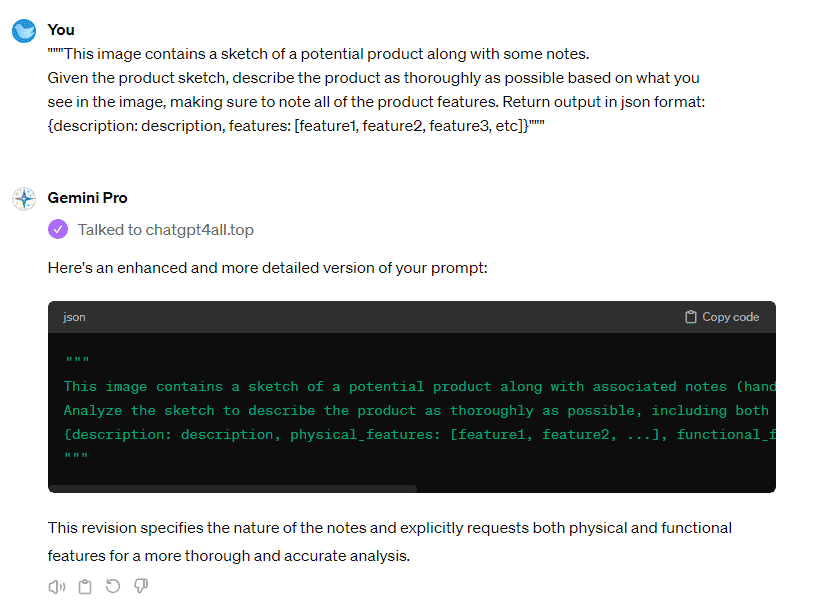 You
"""This image contains a sketch of a potential product along with some notes.
Given the product sketch, describe the product as thoroughly as possible based on what you
see in the image, making sure to note all of the product features. Return output in json format:
{description: description, features: [feature1, feature2, feature3, etc]}"""
Gemini Pro
Talked to chatgpt4all.top
Here's an enhanced and more detailed version of your prompt:
json
Copy code
"""
This image contains a sketch of a potential product along with associated notes (hand
Analyze the sketch to describe the product as thoroughly as possible, including both
{description: description, physical_features: [feature1, feature2, ...], functional_f
"""
This revision specifies the nature of the notes and explicitly requests both physical and functional
features for a more thorough and accurate analysis.